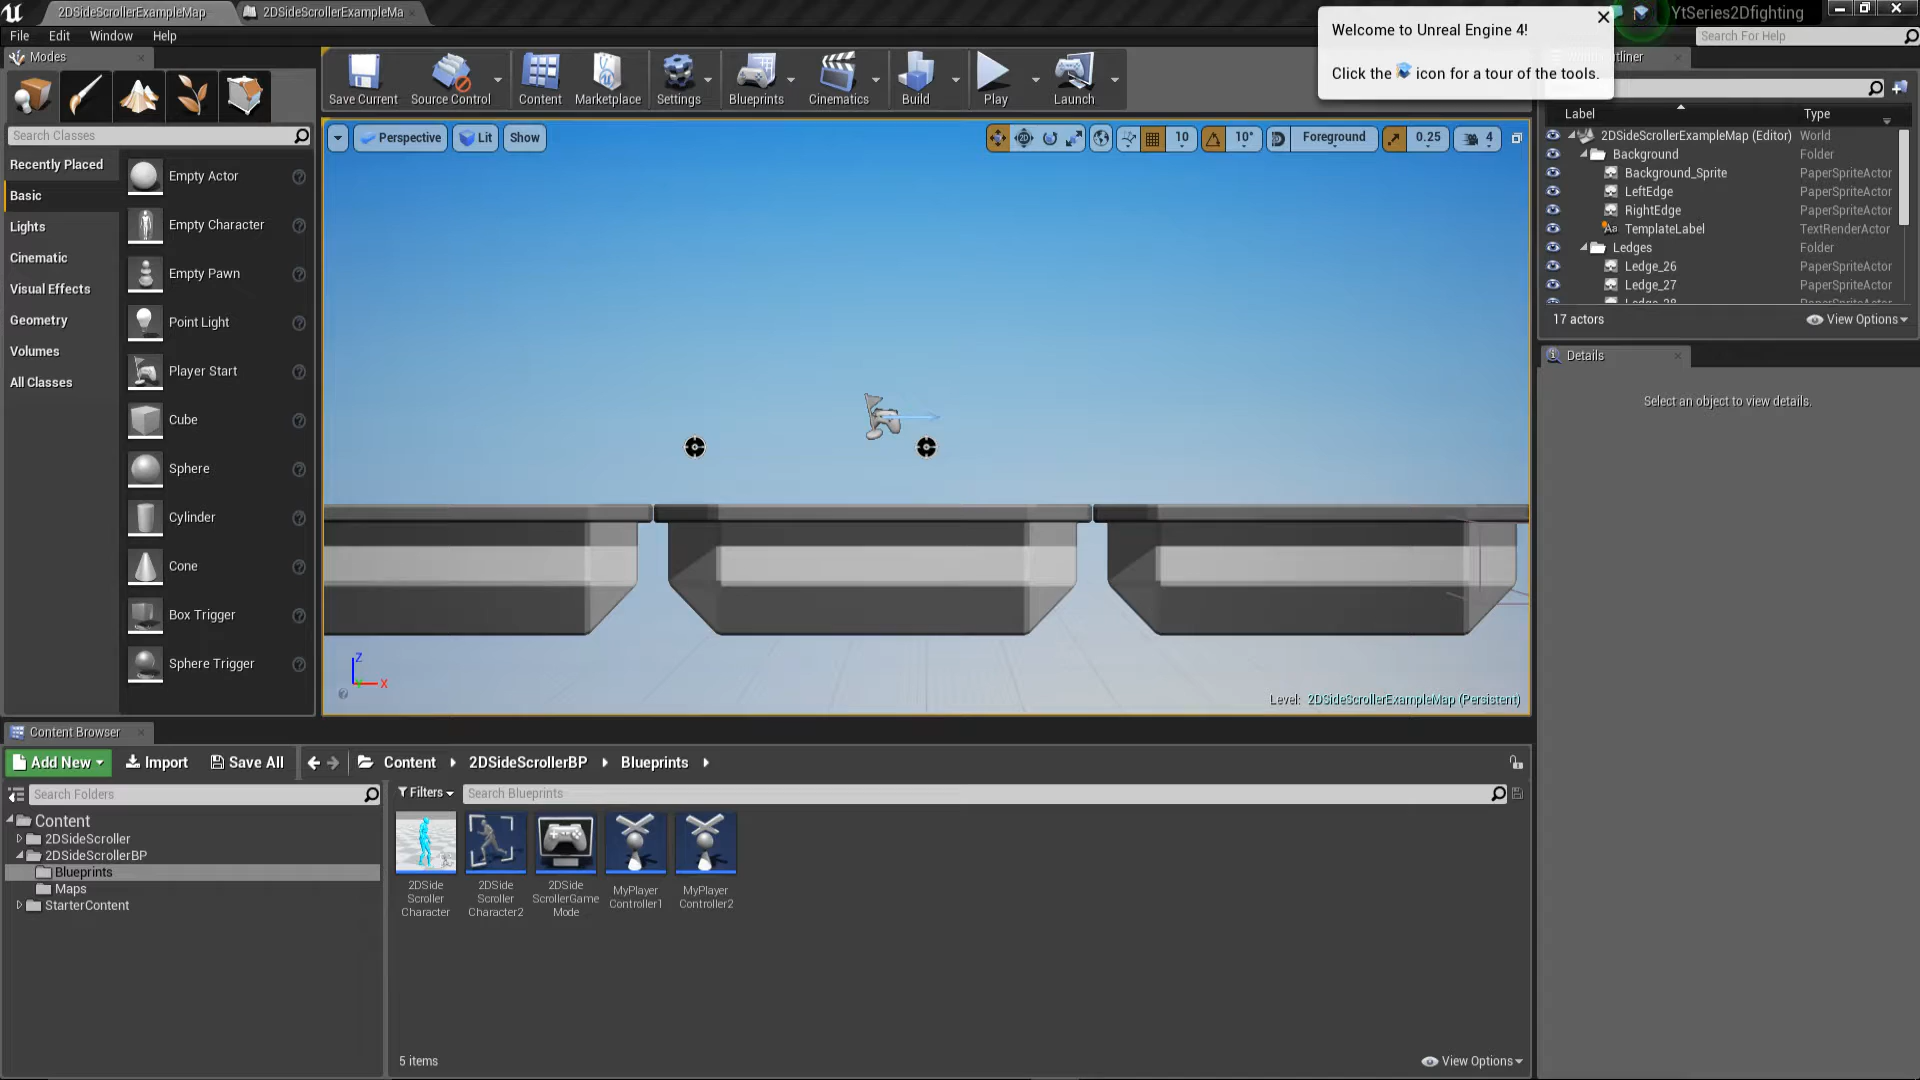 2DSideScrollerExampleMap
2DSideScrollerExampleMa
YtSeries2Dfighting
File Edit Window Help
Search For Help
Welcome to Unreal Engine 4!
Click the icon for a tour of the tools.
Modes
Search Classes
Recently Placed
Basic
Lights
Cinematic
Visual Effects
Geometry
Volumes
All Classes
Empty Actor
Empty Character
Empty Pawn
Point Light
Player Start
Cube
Sphere
Cylinder
Cone
Box Trigger
Sphere Trigger
Save Current
Source Control
Content
Marketplace
Settings
Blueprints
Cinematics
Build
Play
Launch
Perspective
Lit
Show
10
10°
Foreground
0.25
4
Z
X
Level: 2DSideScrollerExampleMap (Persistent)
Label Type
2DSideScrollerExampleMap (Editor) World
Background Folder
Background_Sprite PaperSpriteActor
LeftEdge PaperSpriteActor
RightEdge PaperSpriteActor
TemplateLabel TextRenderActor
Ledges Folder
Ledge_26 PaperSpriteActor
Ledge_27 PaperSpriteActor
Ledge_28 PaperSpriteActor
17 actors
View Options
Details
Select an object to view details.
Content Browser
Add New
Import
Save All
Content
2DSideScrollerBP
Blueprints
Search Folders
Filters
Search Blueprints
Content
2DSideScroller
2DSideScrollerBP
Blueprints
Maps
StarterContent
2DSide
Scroller
Character
2DSide
Scroller
Character2
2DSide
ScrollerGame
Mode
MyPlayer
Controller1
MyPlayer
Controller2
5 items
View Options